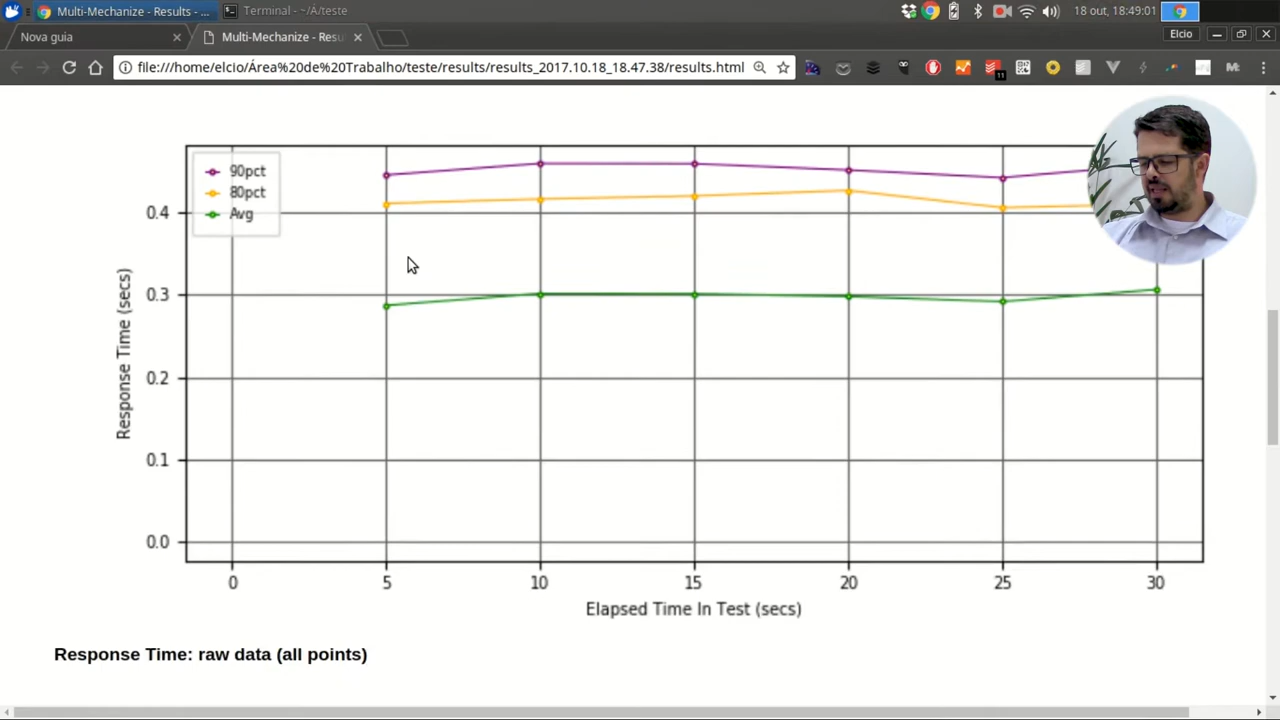 Multi-Mechanize - Results - ...
Terminal - ~/Á/teste
18 out, 18:49:01
Nova guia
Multi-Mechanize - Resu
Elcio
file:///home/elcio/Área%20de%20Trabalho/teste/results/results_2017.10.18_18.47.38/results.html
11
90pct
80pct
Avg
0.4
0.3
0.2
0.1
0.0
Response Time (secs)
0 5 10 15 20 25 30
Elapsed Time In Test (secs)
Response Time: raw data (all points)